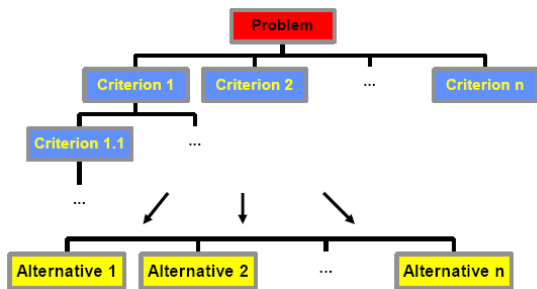 Problem
Criterion 1
Criterion 2
...
Criterion n
Criterion 1.1
...
...
Alternative 1
Alternative 2
...
Alternative n